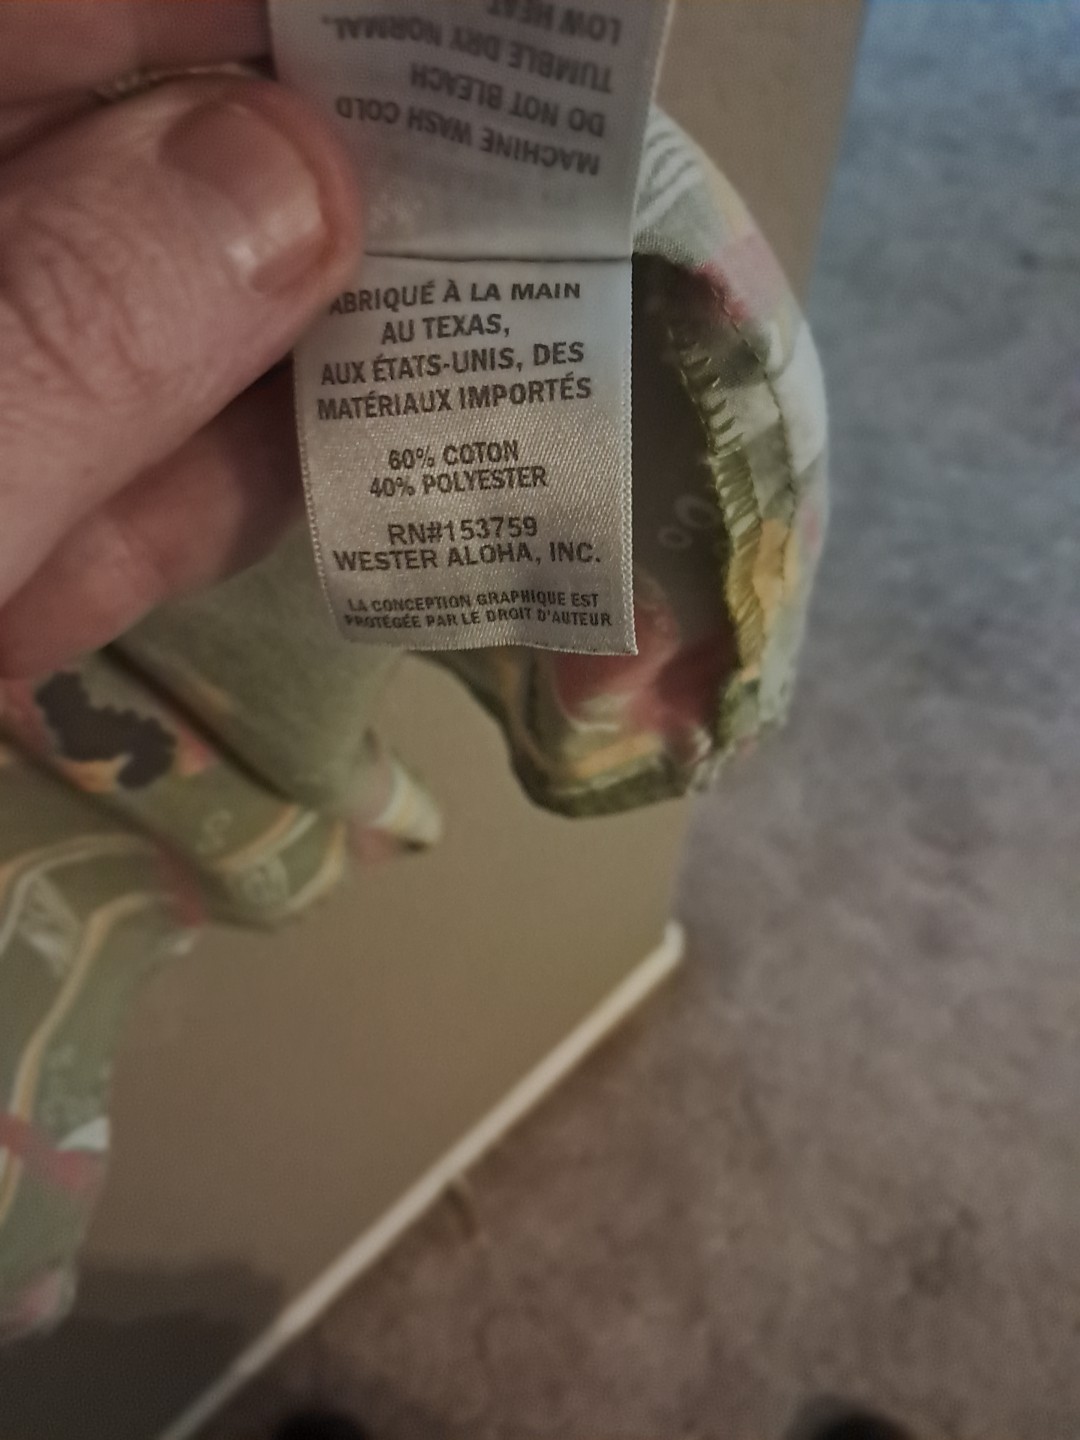 LOW HEAT
TUMBLE DRY NORMAL,
DO NOT BLEACH
MACHINE WASH COLD
ABRIQUÉ À LA MAIN
AU TEXAS,
AUX ÉTATS-UNIS, DES
MATÉRIAUX IMPORTÉS
60% COTON
40% POLYESTER
RN#153759
WESTER ALOHA, INC.
LA CONCEPTION GRAPHIQUE EST
PROTÉGÉE PAR LE DROIT D'AUTEUR